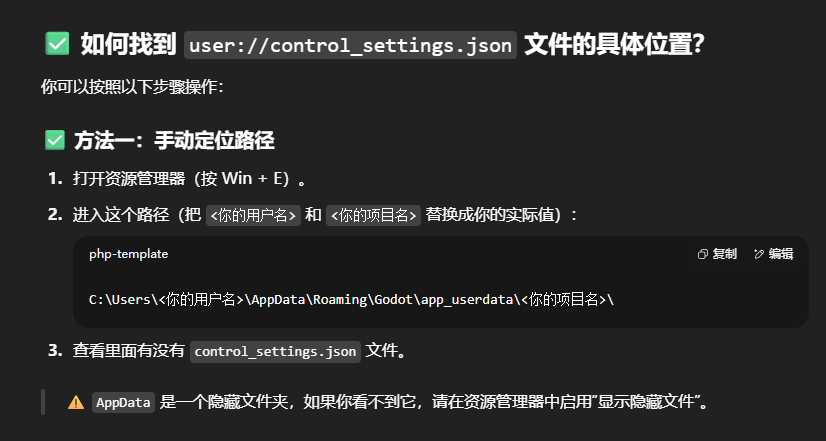 ✅ 如何找到 user://control_settings.json 文件的具体位置？
你可以按照以下步骤操作：
✅ 方法一：手动定位路径
1. 打开资源管理器（按 Win + E）。
2. 进入这个路径（把 <你的用户名> 和 <你的项目名> 替换成你的实际值）：
php-template 复制 编辑
C:\Users\<你的用户名>\AppData\Roaming\Godot\app_userdata\<你的项目名>\
3. 查看里面有没有 control_settings.json 文件。
⚠️ AppData 是一个隐藏文件夹，如果你看不到它，请在资源管理器中启用“显示隐藏文件”。